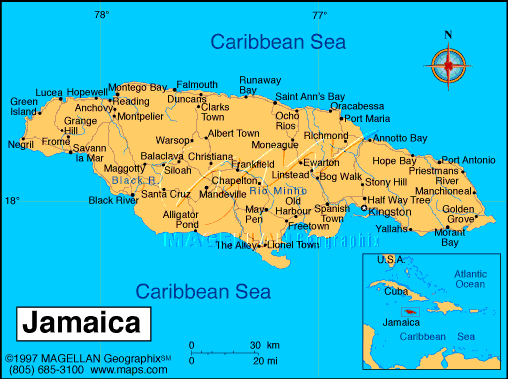 78°
77°
Caribbean Sea
N
Montego Bay
Falmouth
Runaway
Bay
Lucea
Hopewell
Saint Ann's Bay
Green
Island
Reading
Duncans
Oracabessa
Anchovy
Clarks
Town
Ocho
Rios
Port Maria
Montpelier
Grange
Hill
Albert Town
Moneague
Richmond
Annotto Bay
Negril
Frome
Warsop
Savann
la Mar
Balaclava
Christiana
Frankfield
Ewarton
Hope Bay
Port Antonio
Maggotty
Siloah
Linstead
Bog Walk
Priestmans
River
Black R.
Chapelton
Rio Minho
Stony Hill
Manchioneal
Santa Cruz
Mandeville
Old
Harbour
Half Way Tree
18°
Black River
18°
Alligator
Pond
May
Pen
Spanish
Town
Kingston
Golden
Grove
Freetown
Yallahs
Morant
Bay
MAGELLAN Geographix
The Alley
Lionel Town
Caribbean Sea
U.S.A.
Atlantic
Ocean
Cuba
Jamaica
Caribbean Sea
Jamaica
0 30 km
0 20 mi
©1997 MAGELLAN Geographix℠
(805) 685-3100 www.maps.com